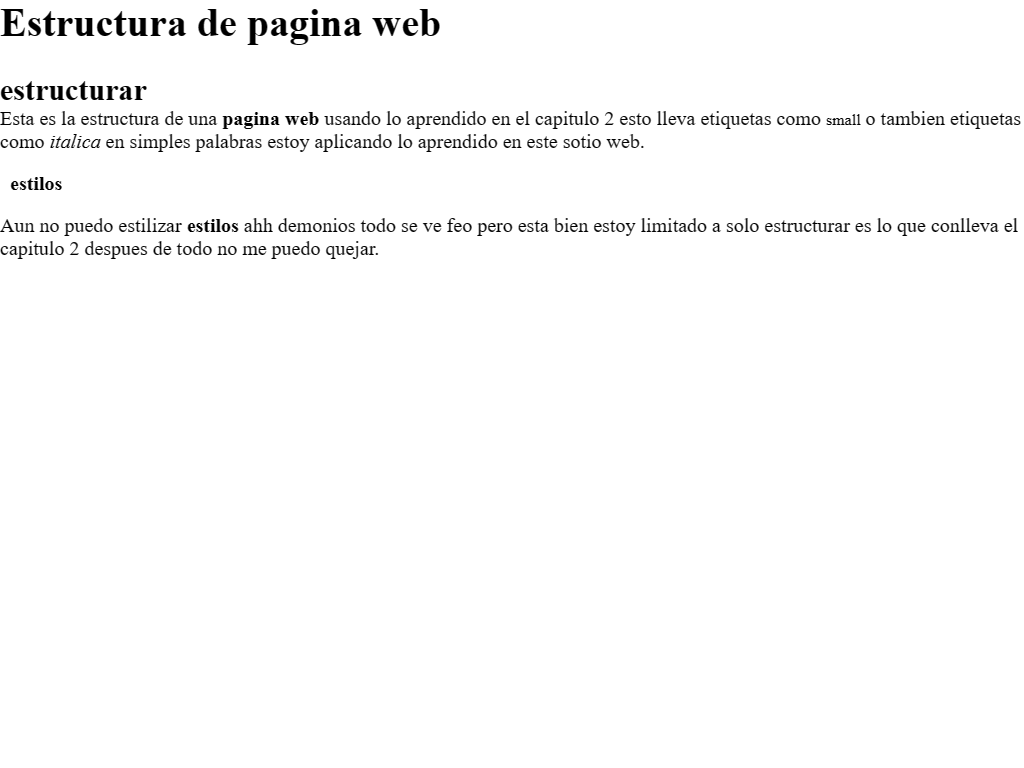 Estructura de pagina web
estructurar
Esta es la estructura de una pagina web usando lo aprendido en el capitulo 2 esto lleva etiquetas como small o tambien etiquetas
como italica en simples palabras estoy aplicando lo aprendido en este sotio web.
estilos
Aun no puedo estilizar estilos ahh demonios todo se ve feo pero esta bien estoy limitado a solo estructurar es lo que conlleva el
capitulo 2 despues de todo no me puedo quejar.